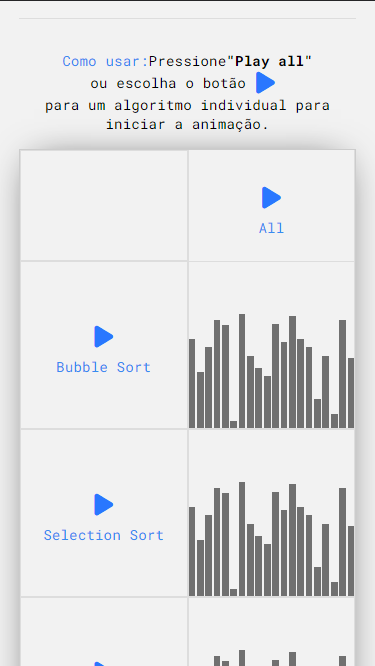 Como usar:Pressione"Play all"
ou escolha o botão
para um algoritmo individual para
iniciar a animação.
All
Bubble Sort
Selection Sort